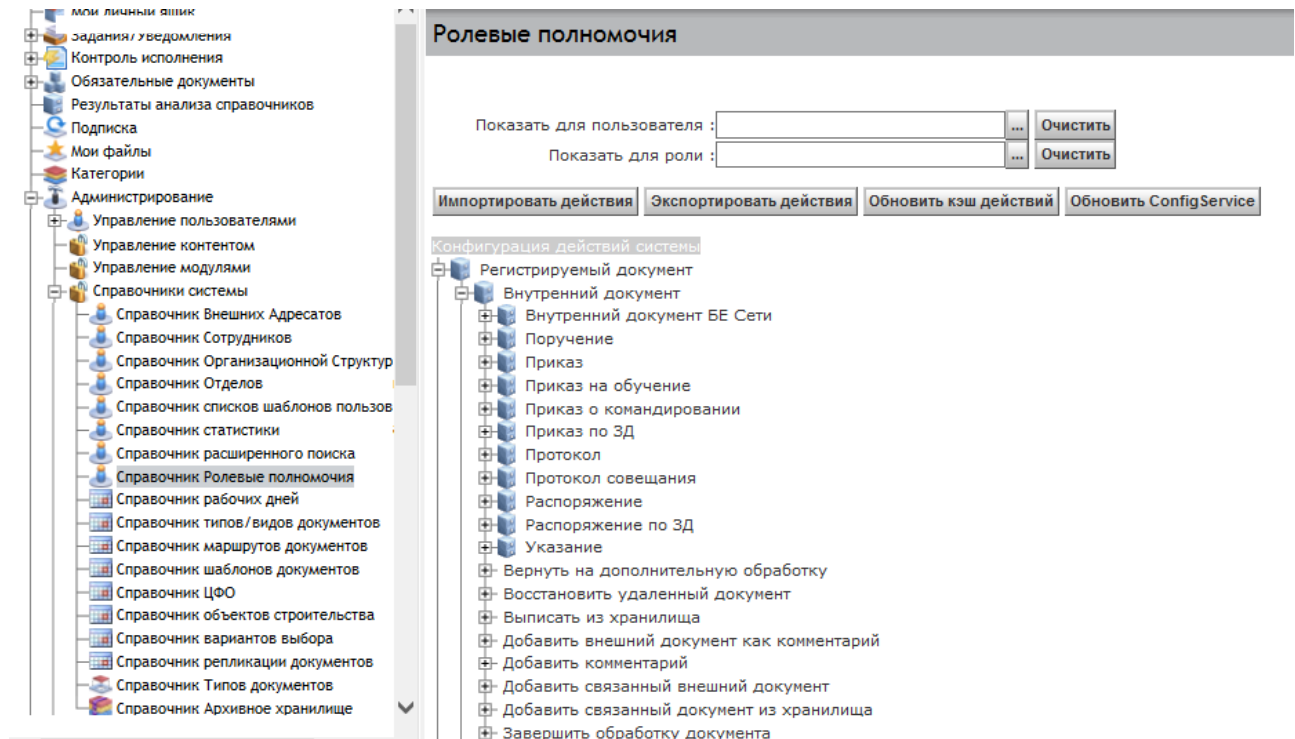 Мой личный ящик
Задания/Уведомления
Контроль исполнения
Обязательные документы
Результаты анализа справочников
Подписка
Мои файлы
Категории
Администрирование
Управление пользователями
Управление контентом
Управление модулями
Справочники системы
Справочник Внешних Адресатов
Справочник Сотрудников
Справочник Организационной Структур
Справочник Отделов
Справочник списков шаблонов пользов
Справочник статистики
Справочник расширенного поиска
Справочник Ролевые полномочия
Справочник рабочих дней
Справочник типов/видов документов
Справочник маршрутов документов
Справочник шаблонов документов
Справочник ЦФО
Справочник объектов строительства
Справочник вариантов выбора
Справочник репликации документов
Справочник Типов документов
Справочник Архивное хранилище
Ролевые полномочия
Показать для пользователя : ... Очистить
Показать для роли : ... Очистить
Импортировать действия Экспортировать действия Обновить кэш действий Обновить ConfigService
Конфигурация действий системы
Регистрируемый документ
Внутренний документ
Внутренний документ БЕ Сети
Поручение
Приказ
Приказ на обучение
Приказ о командировании
Приказ по ЗД
Протокол
Протокол совещания
Распоряжение
Распоряжение по ЗД
Указание
Вернуть на дополнительную обработку
Восстановить удаленный документ
Выписать из хранилища
Добавить внешний документ как комментарий
Добавить комментарий
Добавить связанный внешний документ
Добавить связанный документ из хранилища
Завершить обработку документа